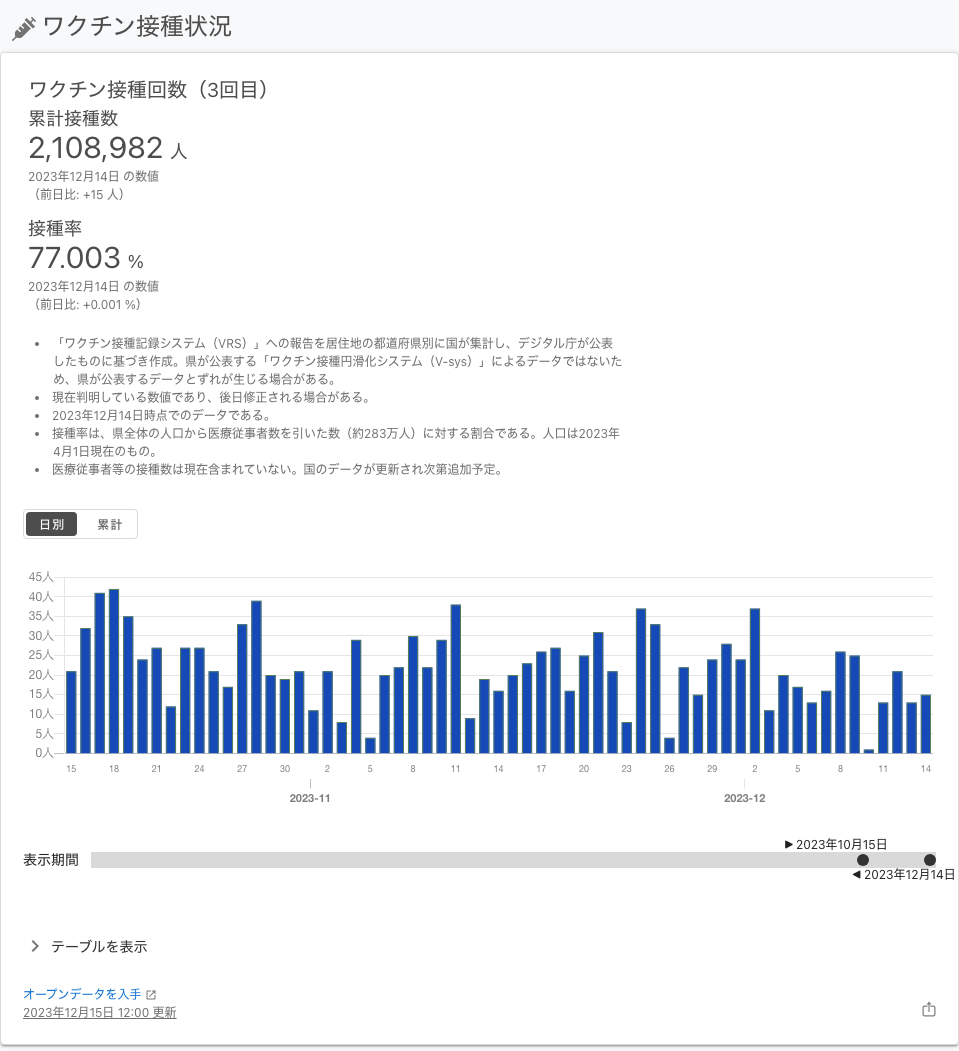 ワクチン接種状況
ワクチン接種回数（3回目）
累計接種数
2,108,982 人
2023年12月14日 の数値
（前日比: +15 人）
接種率
77.003 %
2023年12月14日 の数値
（前日比: +0.001 %）
• 「ワクチン接種記録システム（VRS）」への報告を居住地の都道府県別に国が集計し、デジタル庁が公表
したものに基づき作成。県が公表する「ワクチン接種円滑化システム（V-sys）」によるデータではないた
め、県が公表するデータとずれが生じる場合がある。
• 現在判明している数値であり、後日修正される場合がある。
• 2023年12月14日時点でのデータである。
• 接種率は、県全体の人口から医療従事者数を引いた数（約283万人）に対する割合である。人口は2023年
4月1日現在のもの。
• 医療従事者等の接種数は現在含まれていない。国のデータが更新され次第追加予定。
日別 累計
45人
40人
35人
30人
25人
20人
15人
10人
5人
0人
15 18 21 24 27 30 2 5 8 11 14 17 20 23 26 29 2 5 8 11 14
2023-11 2023-12
▶ 2023年10月15日
表示期間
◀ 2023年12月14日
テーブルを表示
オープンデータを入手
2023年12月15日 12:00 更新